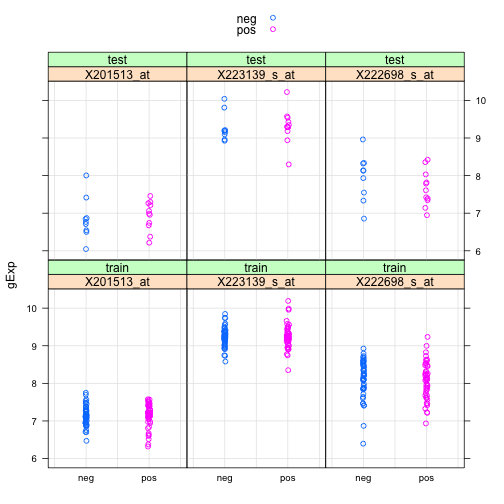 neg
pos
test test test
X201513_at X223139_s_at X222698_s_at
10
9
8
7
6
gExp
train train train
X201513_at X223139_s_at X222698_s_at
10
9
8
7
6
neg pos neg pos neg pos